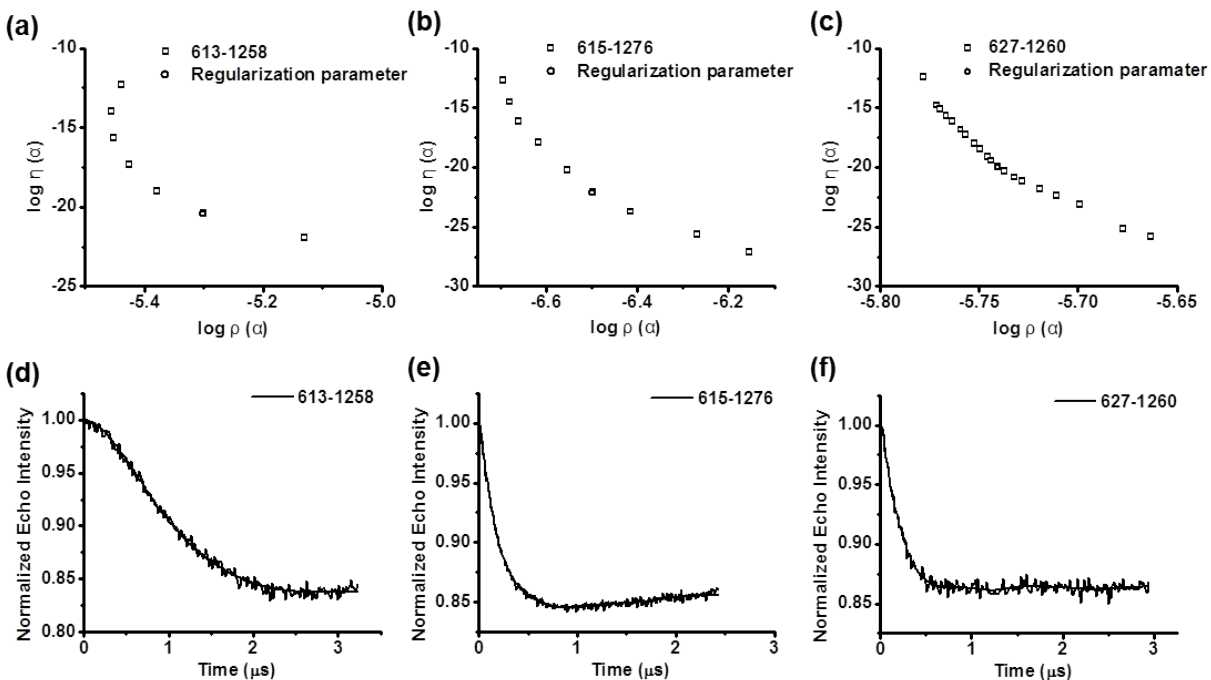 (a)
log η (α)
-10
-15
-20
-25
613-1258
Regularization parameter
-5.4
-5.2
-5.0
log ρ (α)
(b)
log η (α)
-10
-15
-20
-25
-30
615-1276
Regularization parameter
-6.6
-6.4
-6.2
log ρ (α)
(c)
log η (α)
-10
-15
-20
-25
-30
627-1260
Regularization paramater
-5.80
-5.75
-5.70
-5.65
log ρ (α)
(d)
Normalized Echo Intensity
1.00
0.95
0.90
0.85
0.80
613-1258
0
1
2
3
Time (μs)
(e)
Normalized Echo Intensity
1.00
0.95
0.90
0.85
615-1276
0
1
2
3
Time (μs)
(f)
Normalized Echo Intensity
1.00
0.95
0.90
0.85
627-1260
0
1
2
3
Time (μs)